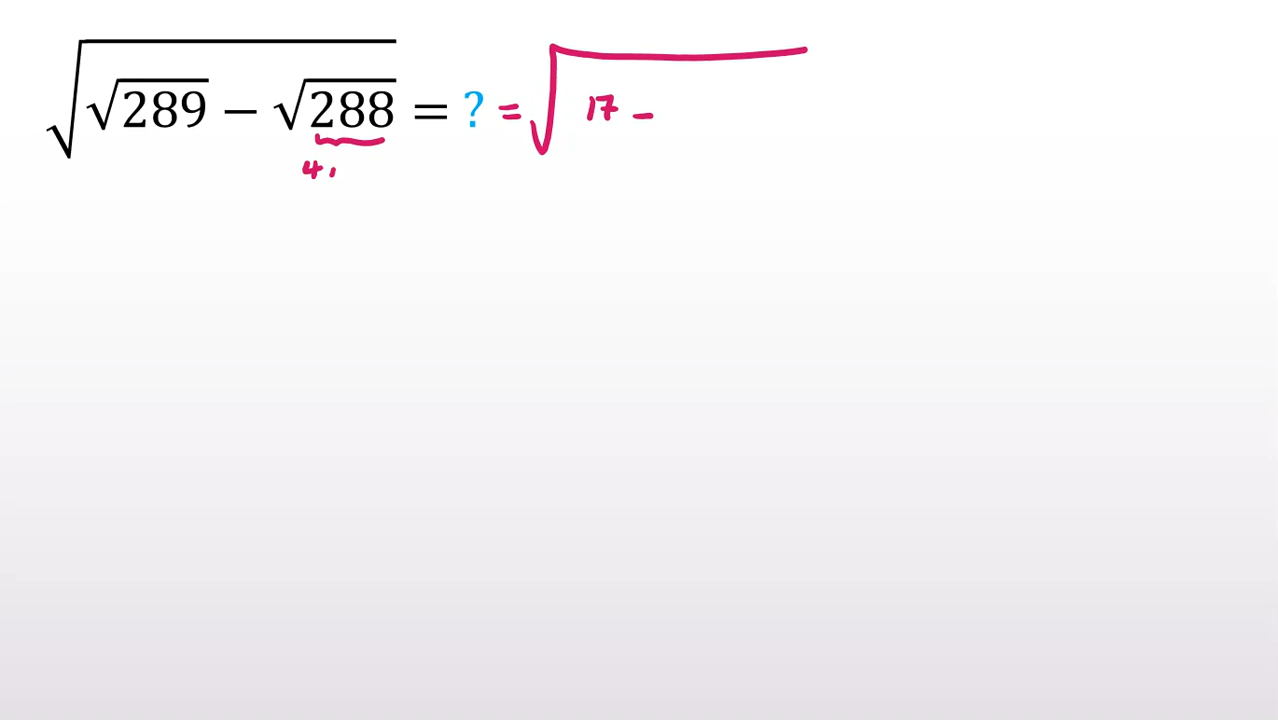 √(√289 − √288) = ? = √(17 −
4.